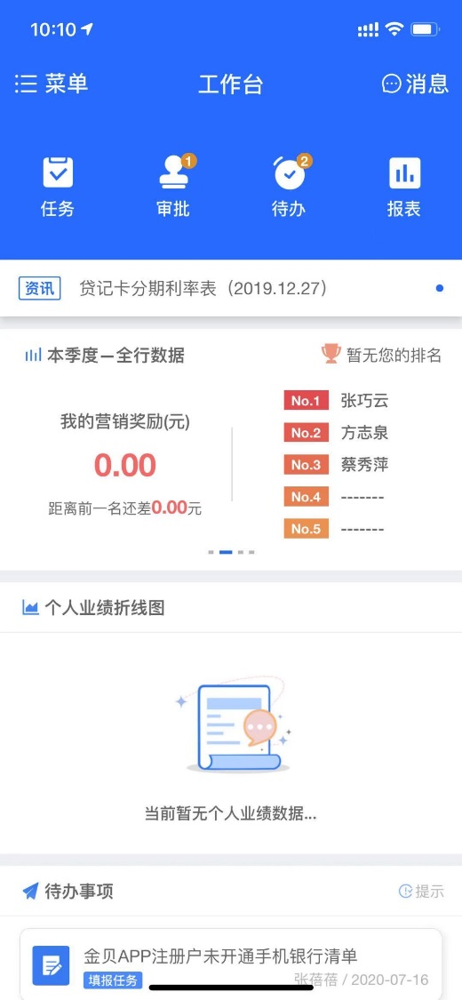 10:10
菜单 工作台 消息
1 2
任务 审批 待办 报表
资讯 贷记卡分期利率表（2019.12.27）
本季度—全行数据 暂无您的排名
我的营销奖励(元)
0.00
距离前一名还差0.00元
No.1 张巧云
No.2 方志泉
No.3 蔡秀萍
No.4 -------
No.5 -------
个人业绩折线图
当前暂无个人业绩数据...
待办事项 提示
金贝APP注册户未开通手机银行清单
填报任务 张蓓蓓 / 2020-07-16